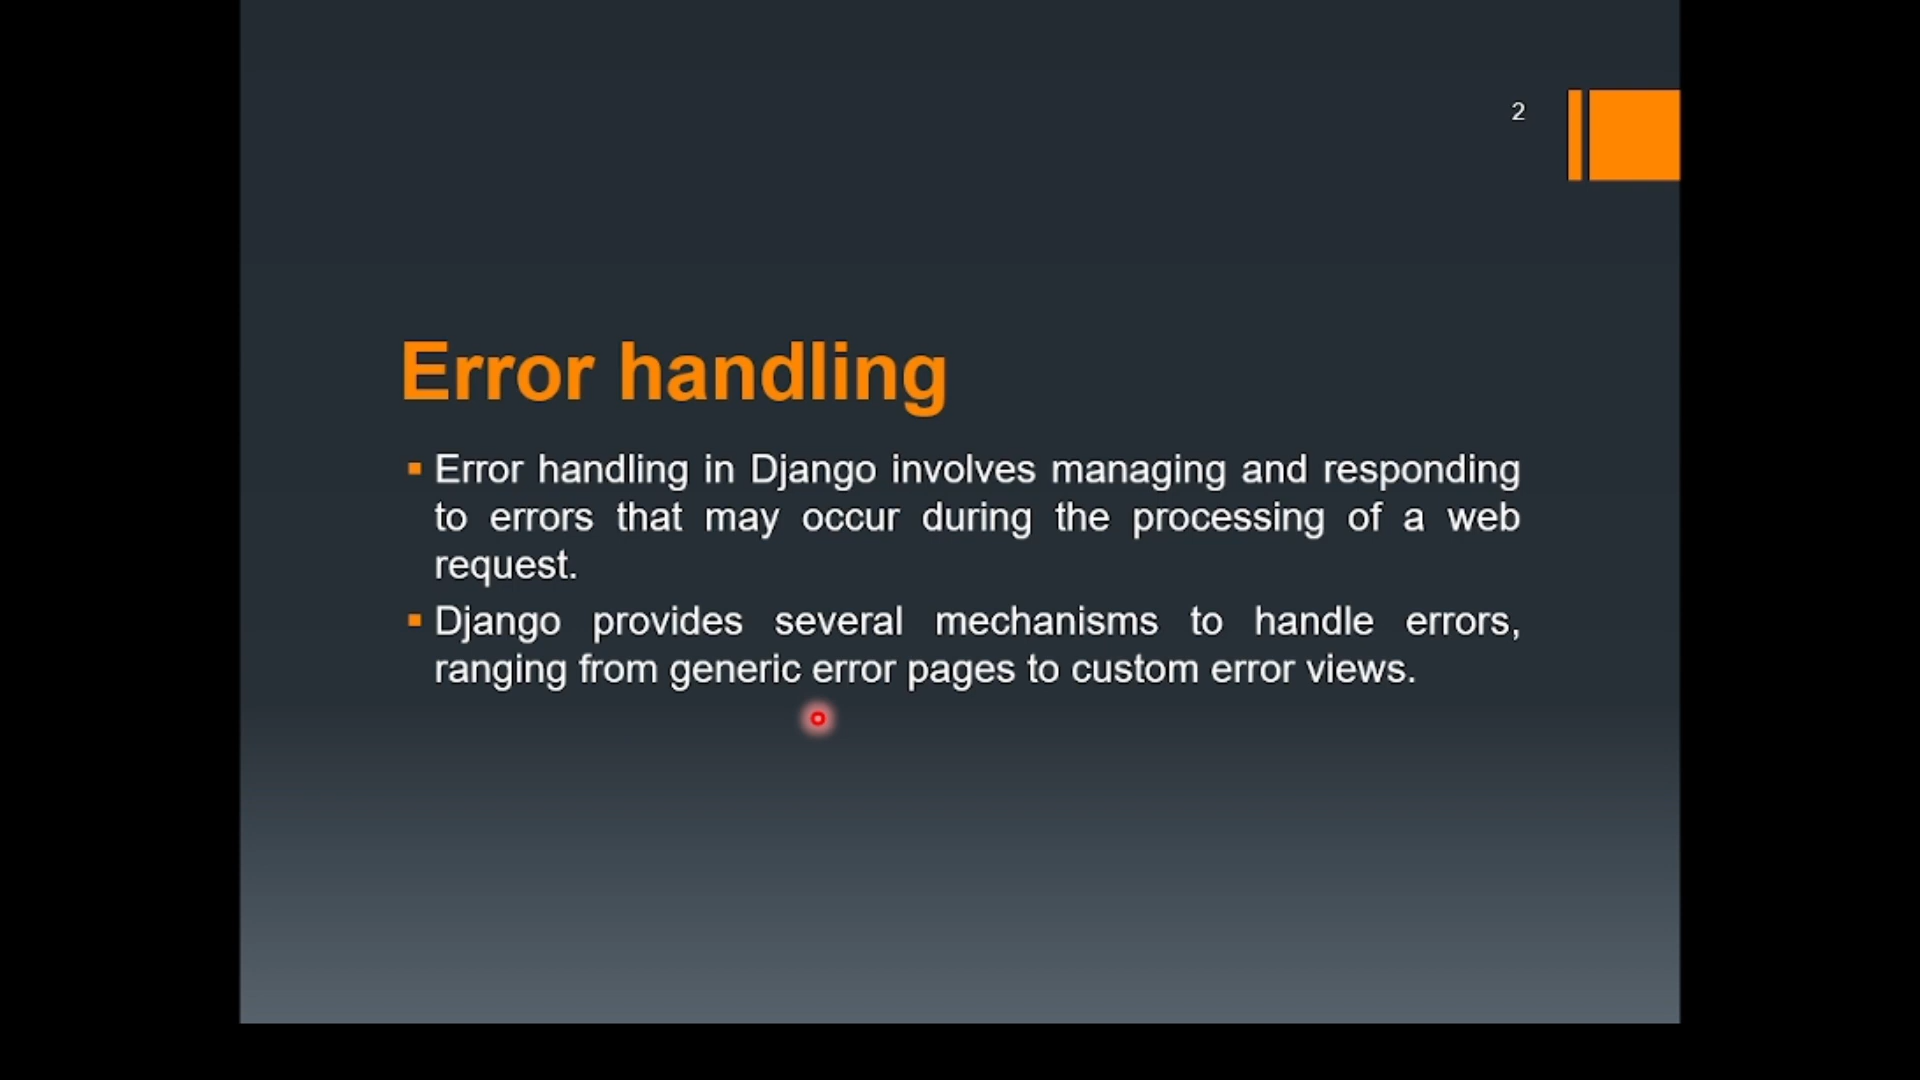 2
Error handling
Error handling in Django involves managing and responding
to errors that may occur during the processing of a web
request.
Django provides several mechanisms to handle errors,
ranging from generic error pages to custom error views.